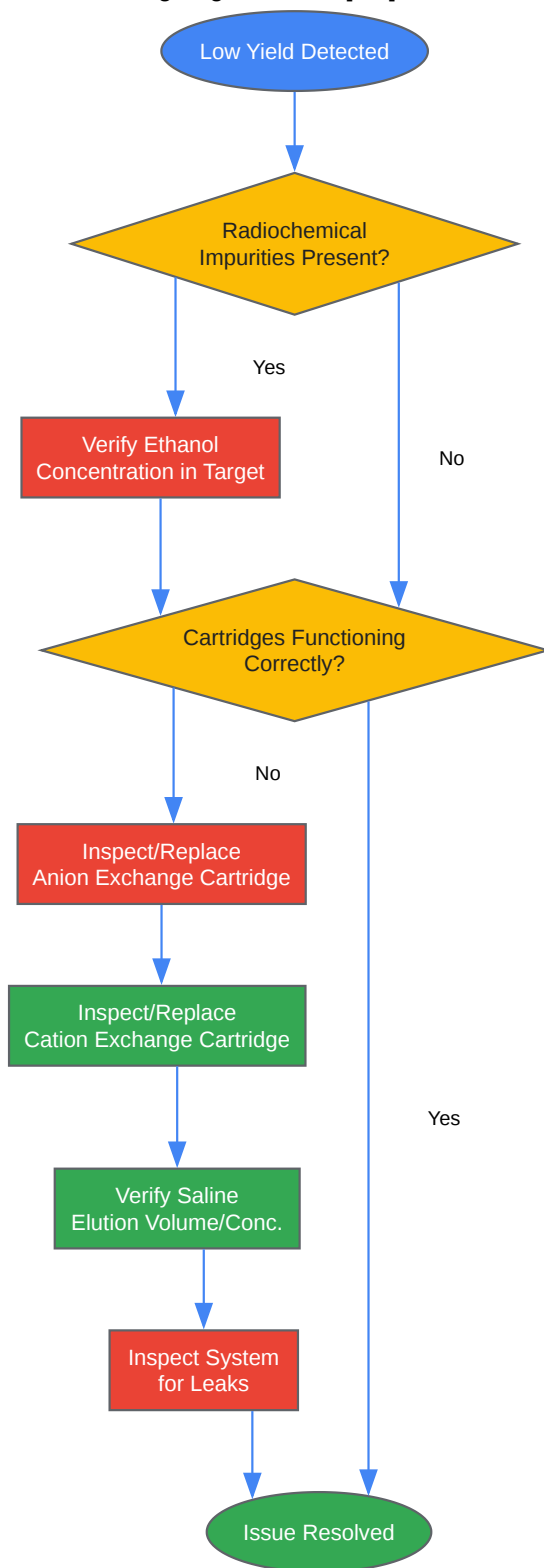 Low Yield Detected
Radiochemical
Impurities Present?
Yes
Verify Ethanol
Concentration in Target
No
Cartridges Functioning
Correctly?
No
Inspect/Replace
Anion Exchange Cartridge
Inspect/Replace
Cation Exchange Cartridge
Yes
Verify Saline
Elution Volume/Conc.
Inspect System
for Leaks
Issue Resolved